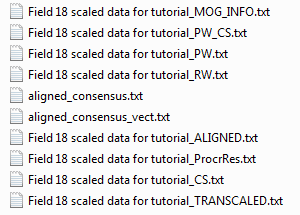 Field 18 scaled data for tutorial_MOG_INFO.txt
Field 18 scaled data for tutorial_PW_CS.txt
Field 18 scaled data for tutorial_PW.txt
Field 18 scaled data for tutorial_RW.txt
aligned_consensus.txt
aligned_consensus_vect.txt
Field 18 scaled data for tutorial_ALIGNED.txt
Field 18 scaled data for tutorial_ProcrRes.txt
Field 18 scaled data for tutorial_CS.txt
Field 18 scaled data for tutorial_TRANSCALED.txt